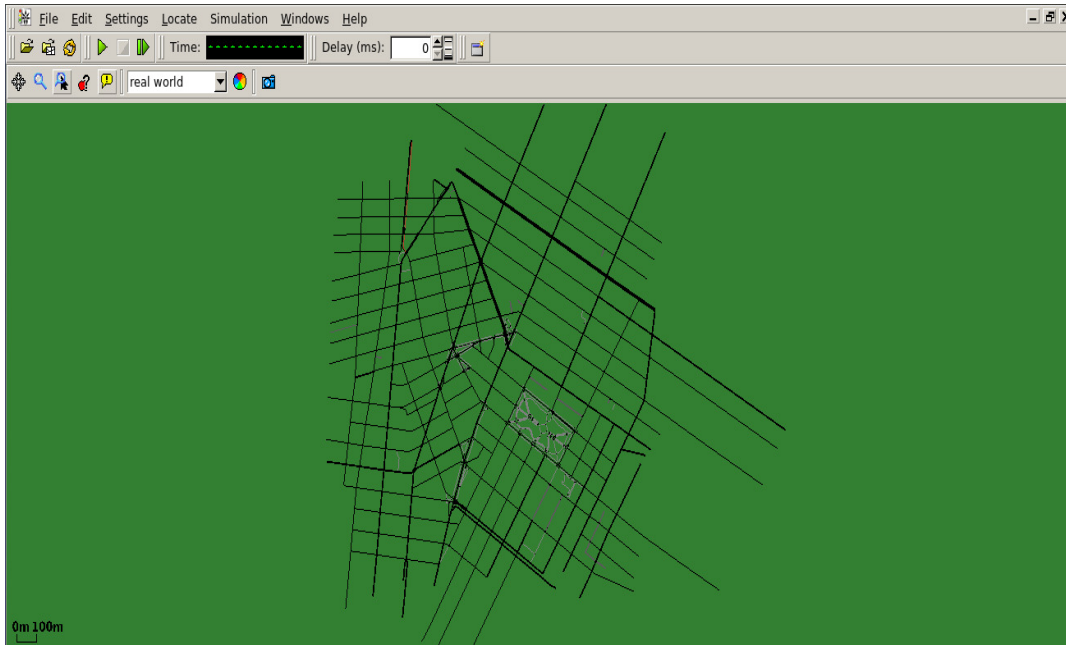 File Edit Settings Locate Simulation Windows Help
Time: Delay (ms): 0
real world
0m 100m